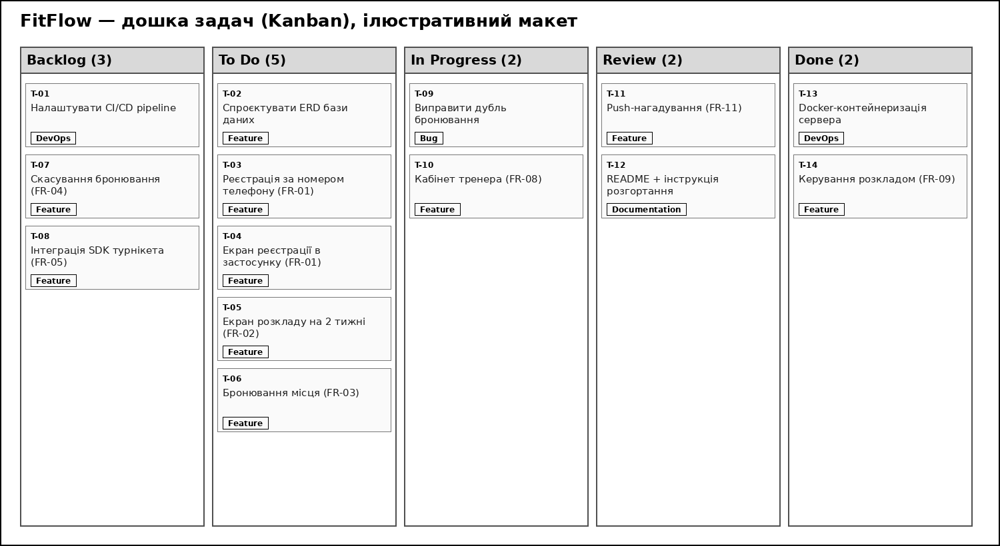 FitFlow — дошка задач (Kanban), ілюстративний макет
Backlog (3)
T-01
Налаштувати CI/CD pipeline
DevOps
T-07
Скасування бронювання
(FR-04)
Feature
T-08
Інтеграція SDK турнікета
(FR-05)
Feature
To Do (5)
T-02
Спроєктувати ERD бази
даних
Feature
T-03
Реєстрація за номером
телефону (FR-01)
Feature
T-04
Екран реєстрації в
застосунку (FR-01)
Feature
T-05
Екран розкладу на 2 тижні
(FR-02)
Feature
T-06
Бронювання місця (FR-03)
Feature
In Progress (2)
T-09
Виправити дубль
бронювання
Bug
T-10
Кабінет тренера (FR-08)
Feature
Review (2)
T-11
Push-нагадування (FR-11)
Feature
T-12
README + інструкція
розгортання
Documentation
Done (2)
T-13
Docker-контейнеризація
сервера
DevOps
T-14
Керування розкладом (FR-09)
Feature